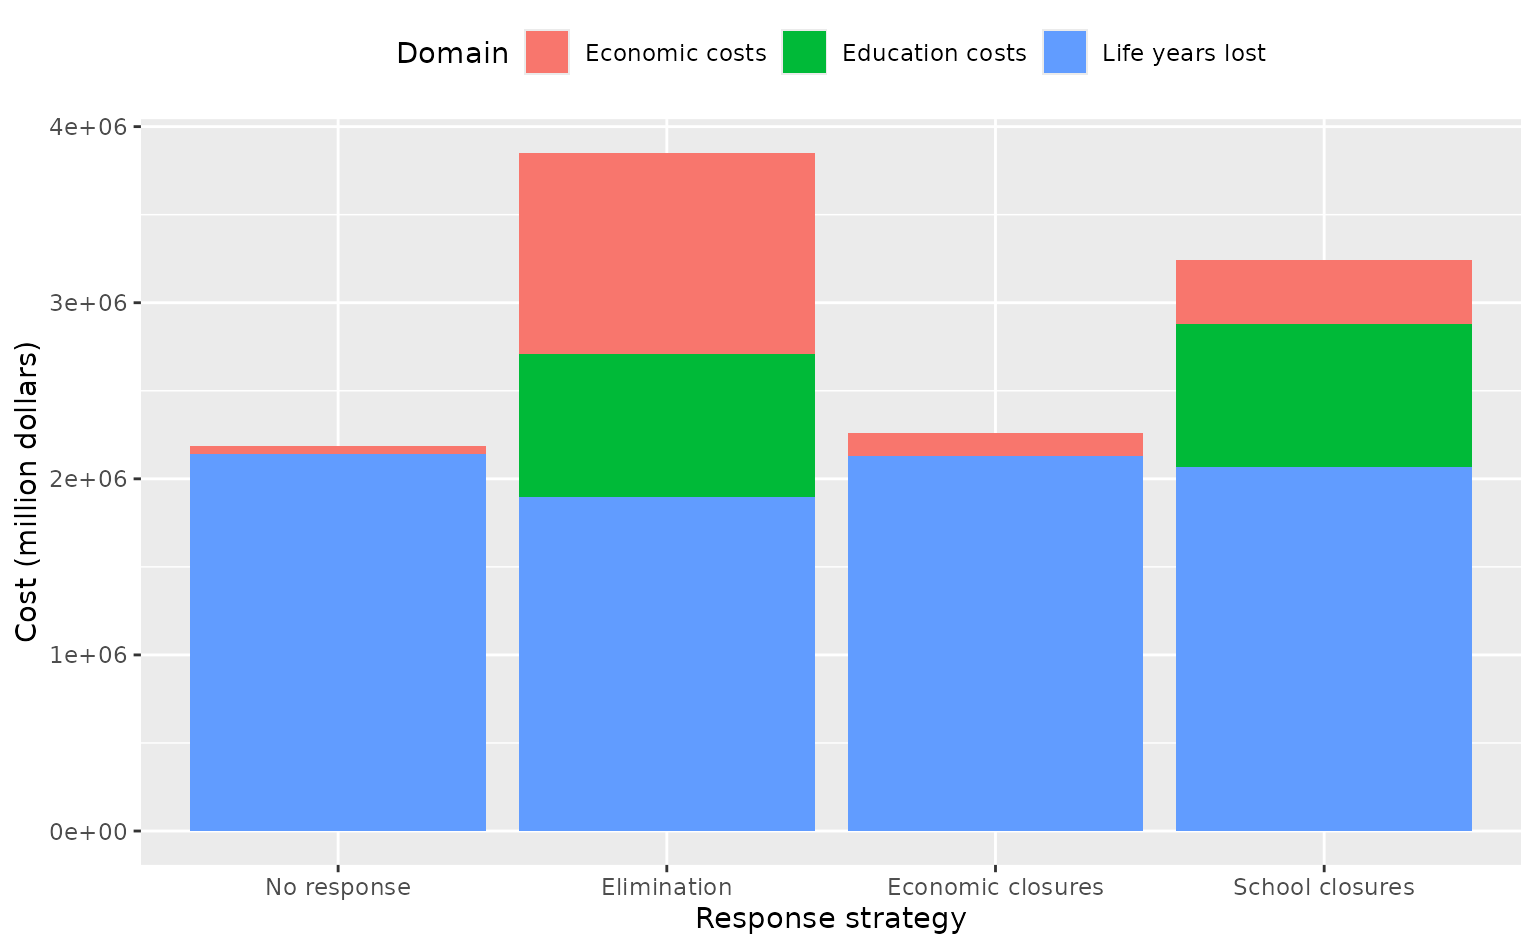 Domain Economic costs Education costs Life years lost
4e+06
3e+06
2e+06
1e+06
0e+00
Cost (million dollars)
No response Elimination Economic closures School closures
Response strategy